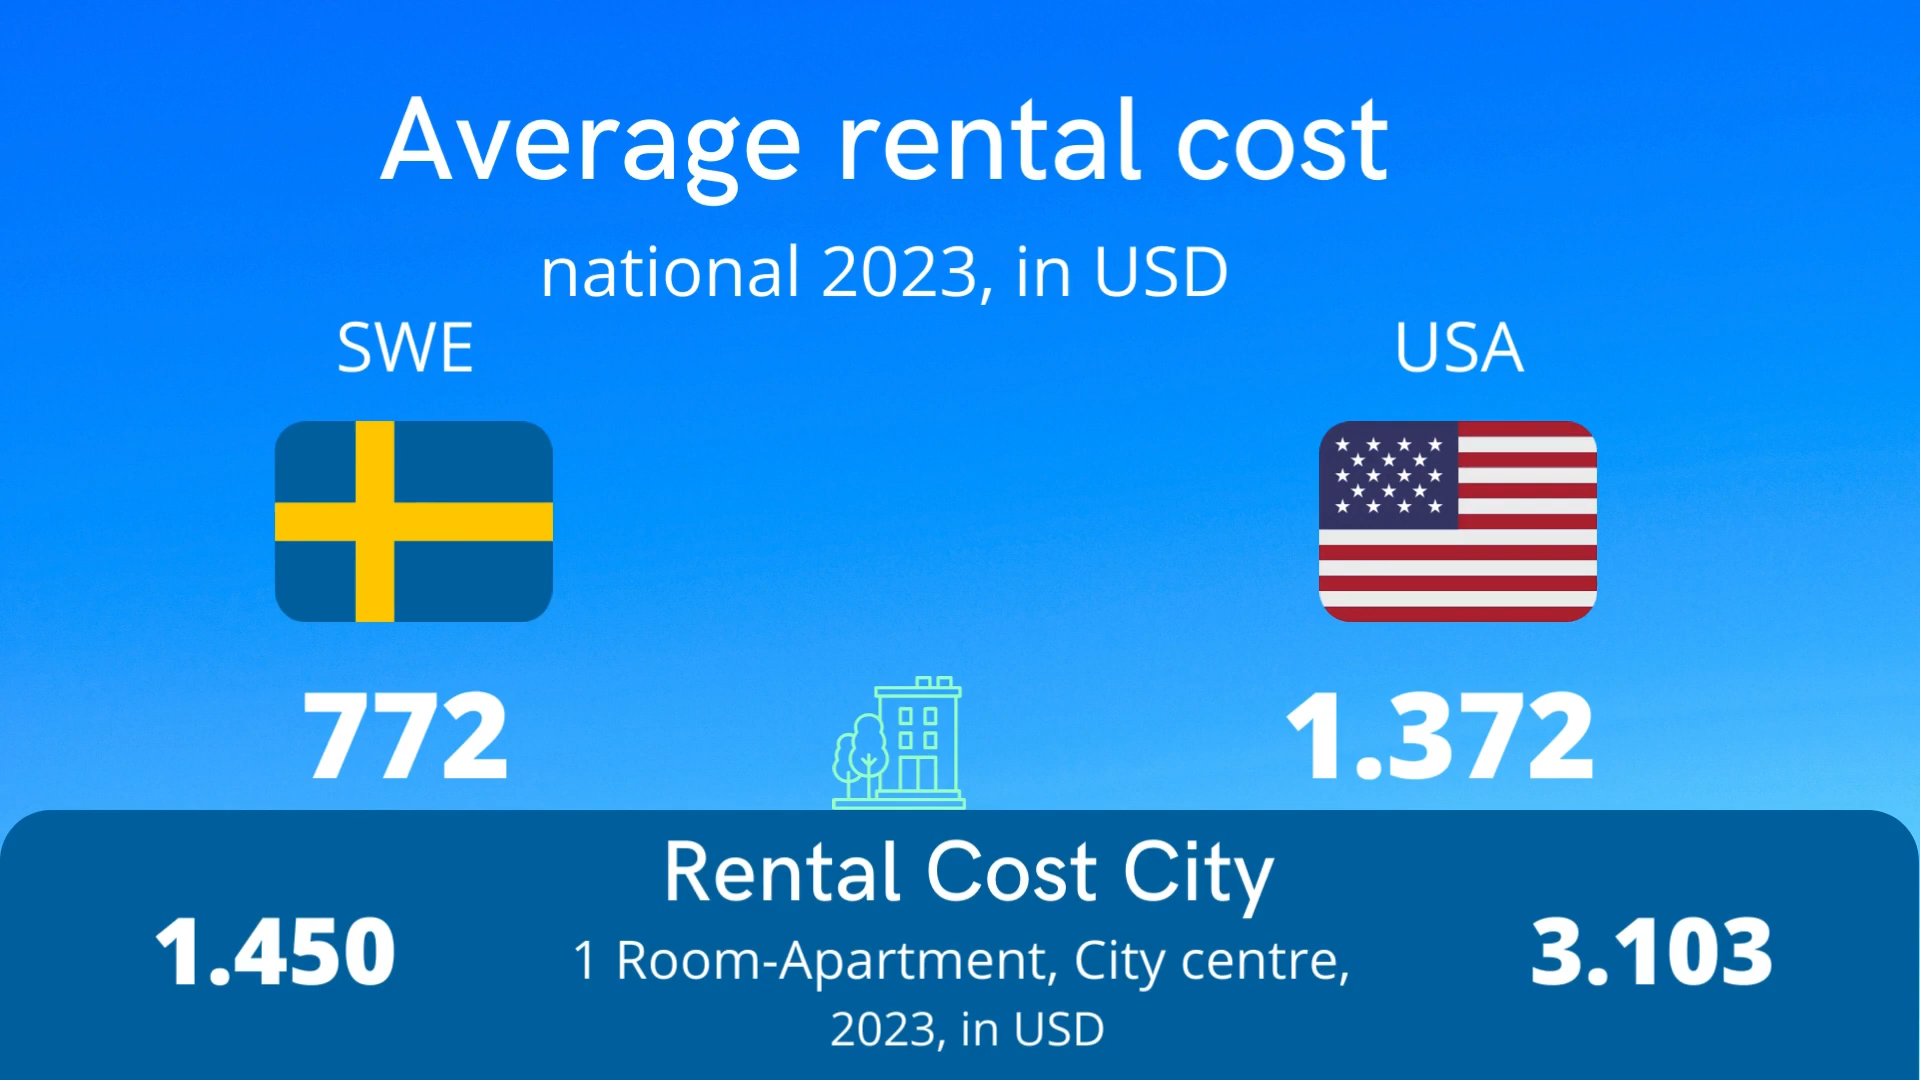 Average rental cost
national 2023, in USD
SWE
USA
772
1.372
Rental Cost City
1.450
3.103
1 Room-Apartment, City centre,
2023, in USD